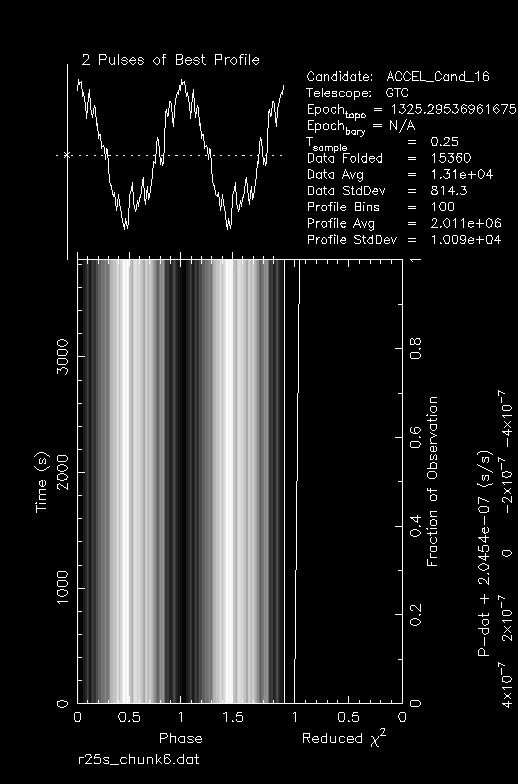 2 Pulses of Best Profile
Candidate: ACCEL_Cand_16
Telescope: GTC
Epoch_topo = 1325.29536961675
Epoch_bary = N/A
T_sample = 0.25
Data Folded = 15360
Data Avg = 1.31e+04
Data StdDev = 814.3
Profile Bins = 100
Profile Avg = 2.011e+06
Profile StdDev = 1.009e+04
0 1000 2000 3000
Time (s)
0 0.2 0.4 0.6 0.8 1
Fraction of Observation
P-dot + 2.0454e-07 (s/s)
4×10⁻⁷ 2×10⁻⁷ 0 -2×10⁻⁷ -4×10⁻⁷
0 0.5 1 1.5 1 0.5 0
Phase Reduced χ²
r25s_chunk6.dat